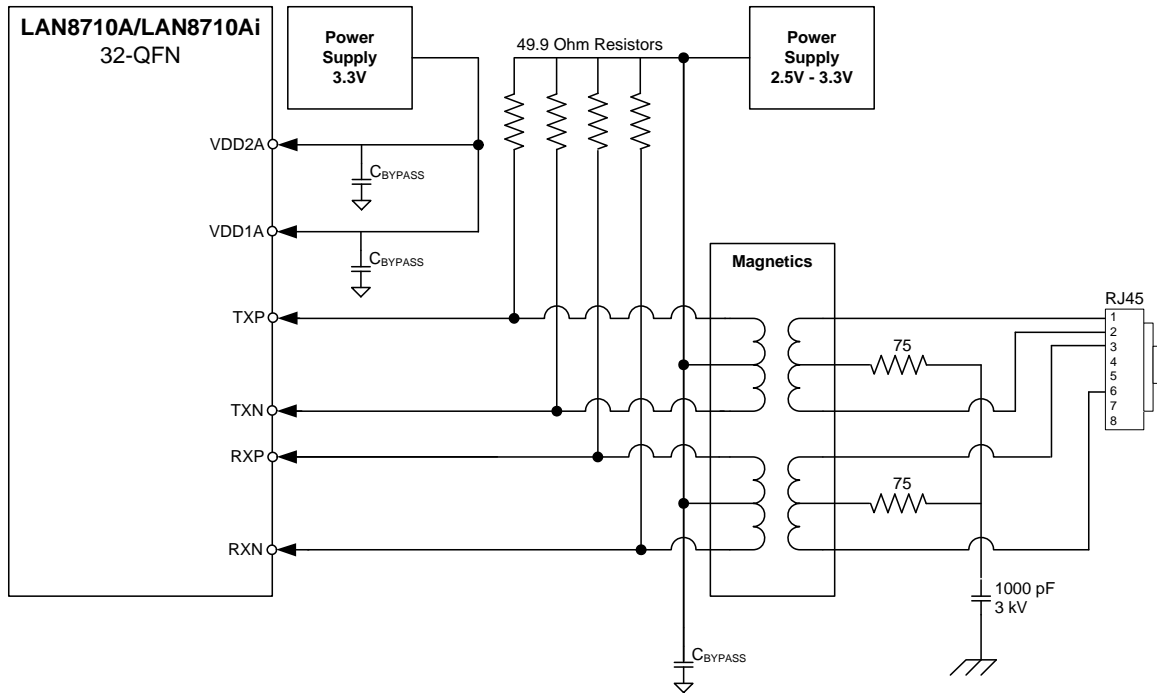 LAN8710A/LAN8710Ai
32-QFN
Power
Supply
3.3V
49.9 Ohm Resistors
Power
Supply
2.5V - 3.3V
VDD2A
CBYPASS
VDD1A
CBYPASS
Magnetics
RJ45
TXP
1
2
3
4
5
6
7
8
75
TXN
RXP
75
RXN
1000 pF
3 kV
CBYPASS